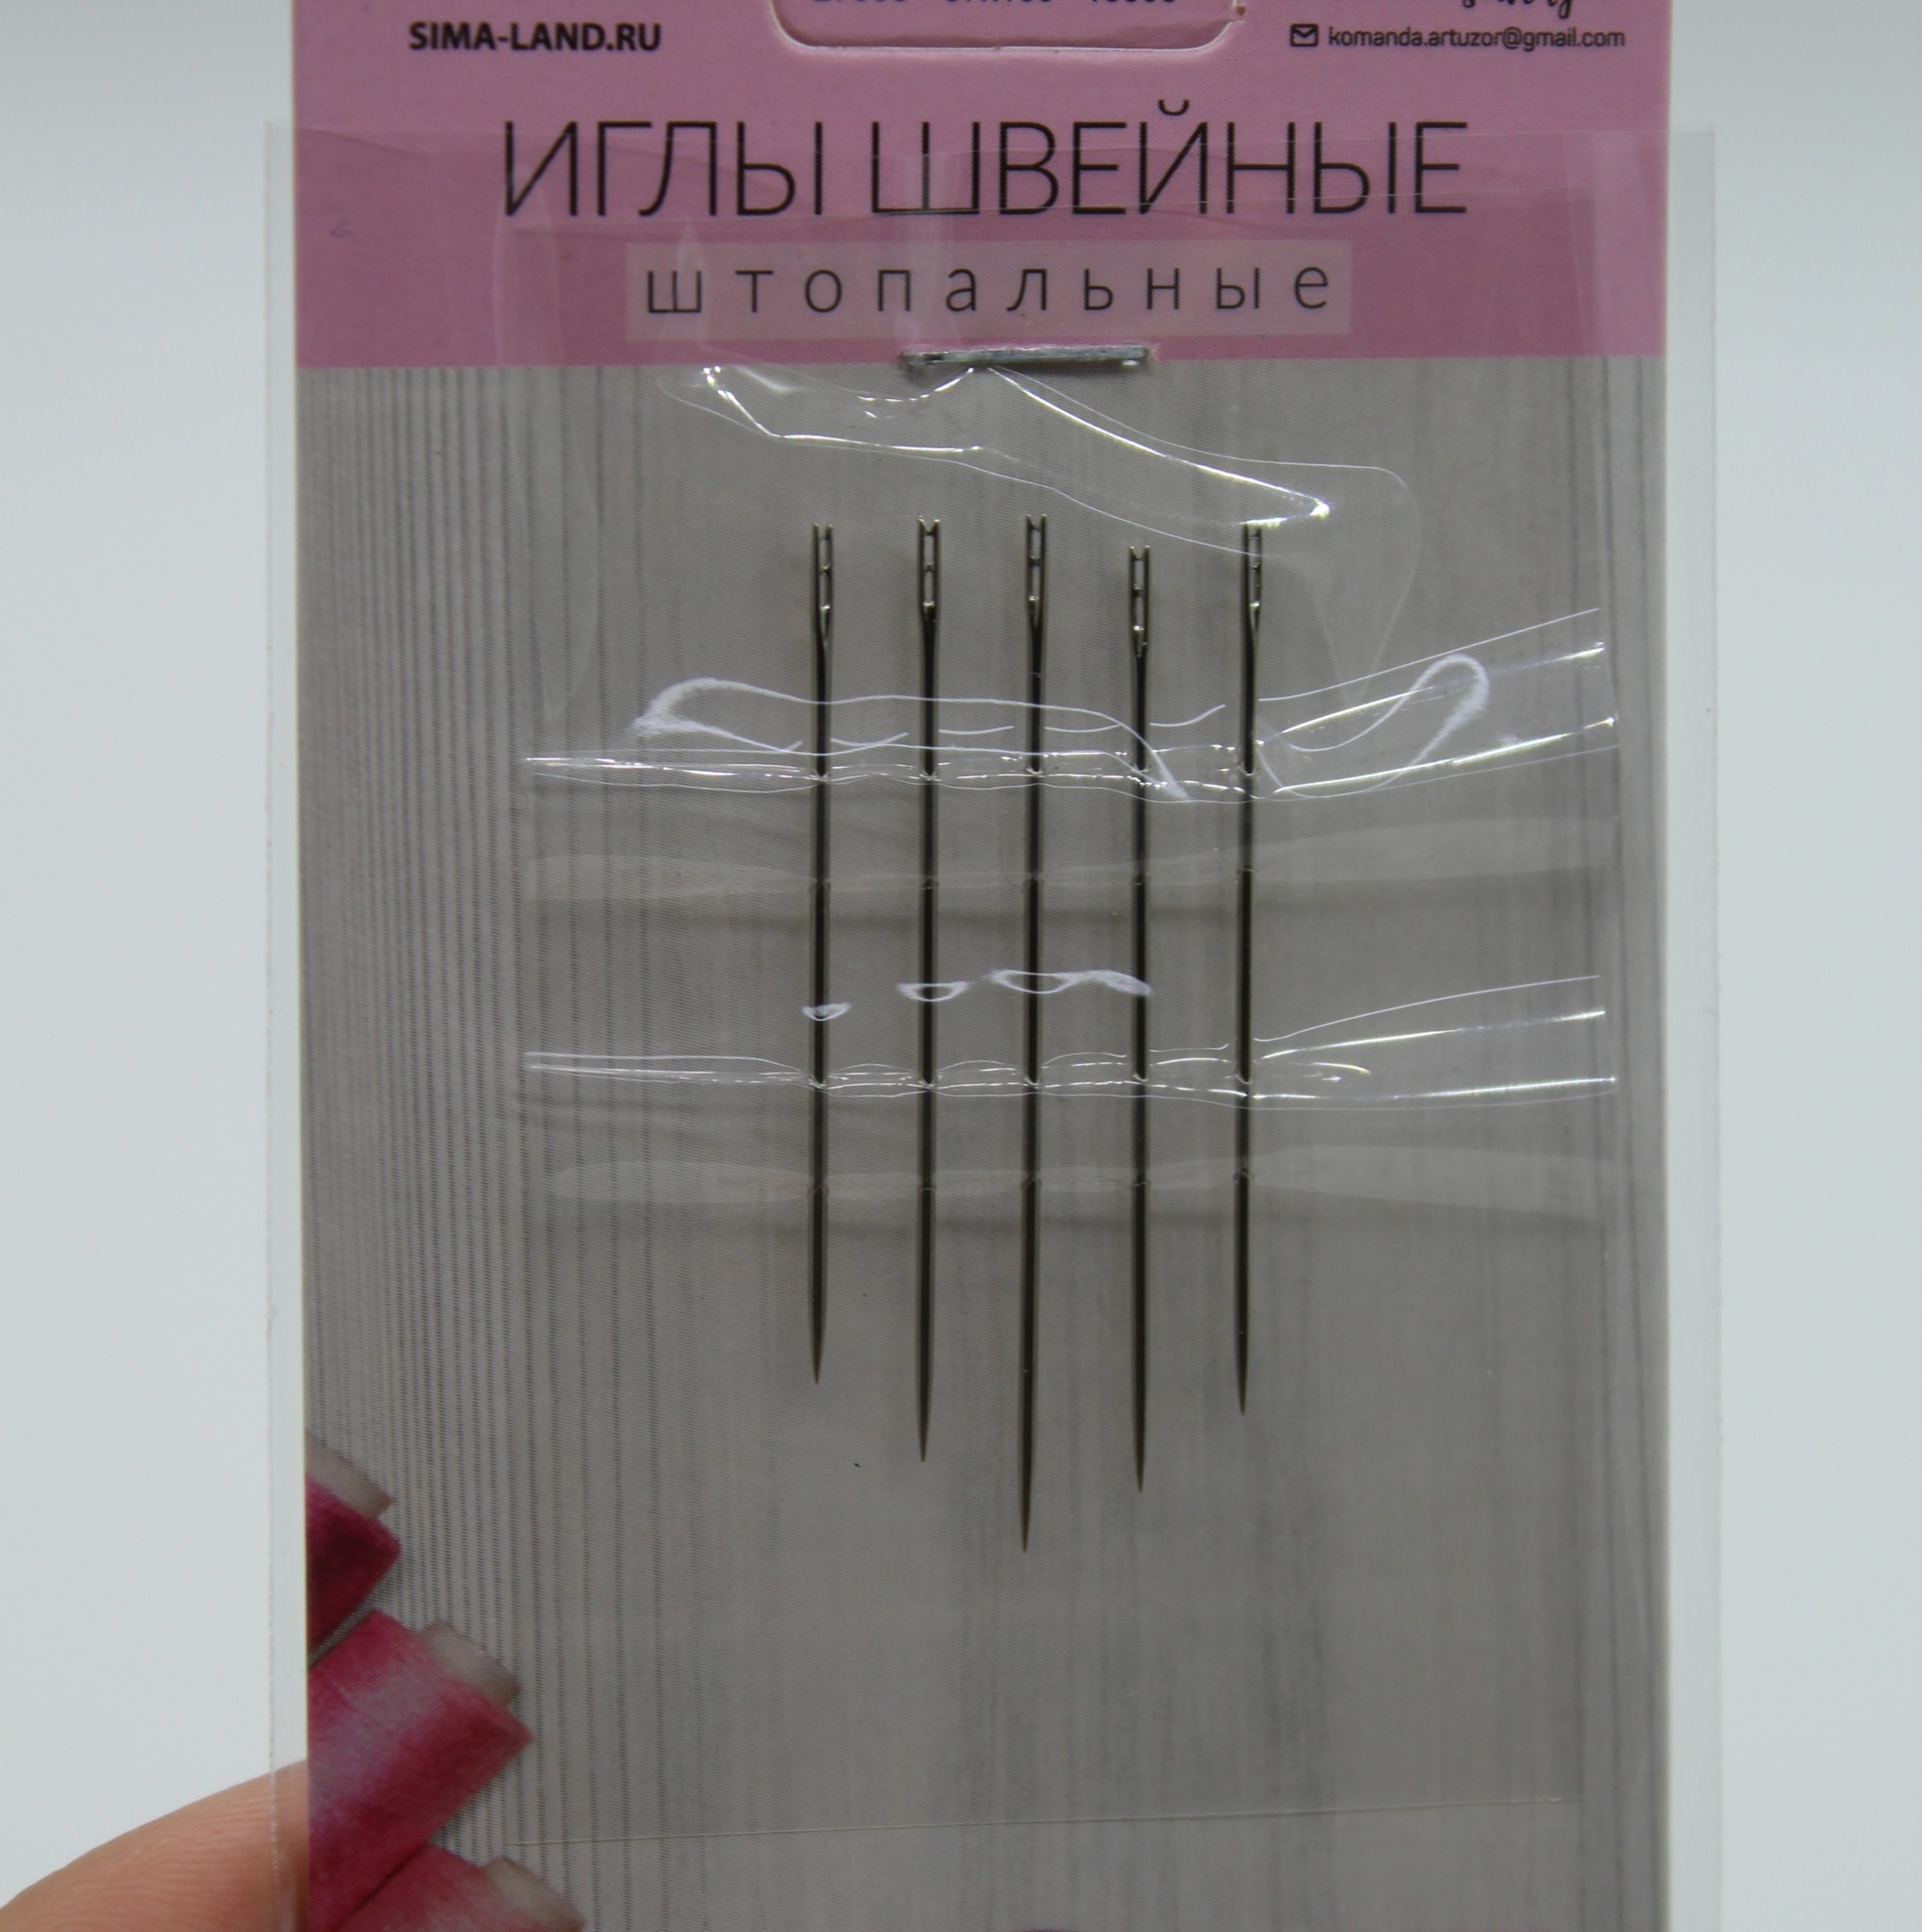 SIMA-LAND.RU
komanda.artuzor@gmail.com
ИГЛЫ ШВЕЙНЫЕ
штопальные